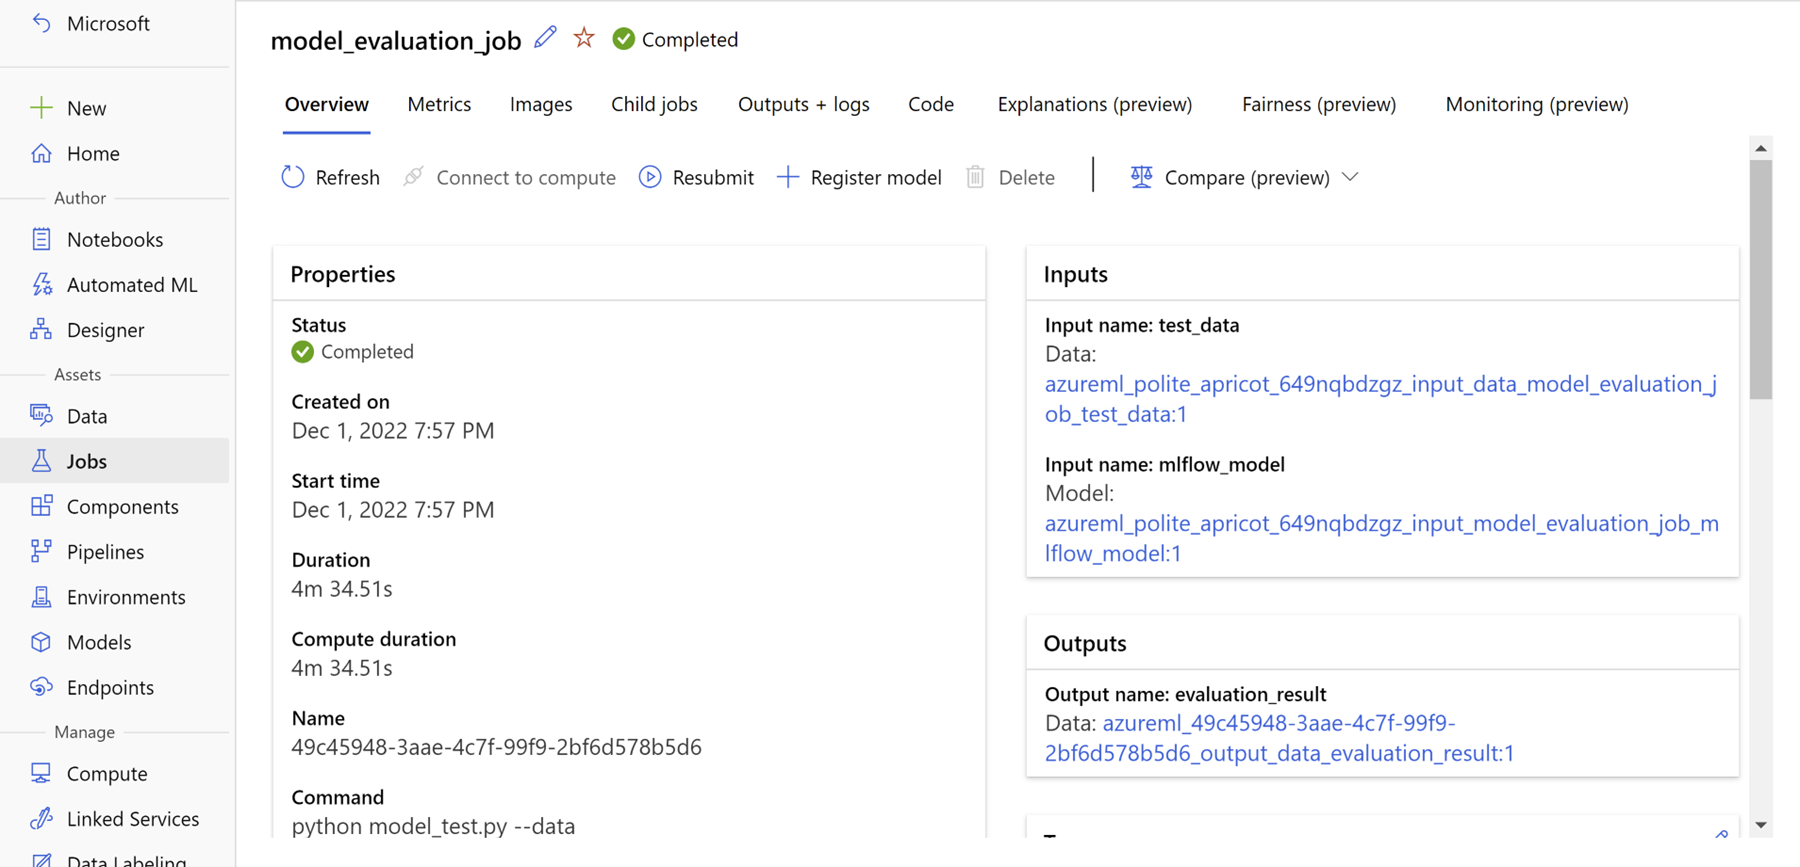 Microsoft
New
Home
Author
Notebooks
Automated ML
Designer
Assets
Data
Jobs
Components
Pipelines
Environments
Models
Endpoints
Manage
Compute
Linked Services
Data Labeling
model_evaluation_job Completed
Overview Metrics Images Child jobs Outputs + logs Code Explanations (preview) Fairness (preview) Monitoring (preview)
Refresh Connect to compute Resubmit Register model Delete Compare (preview)
Properties
Status
Completed
Created on
Dec 1, 2022 7:57 PM
Start time
Dec 1, 2022 7:57 PM
Duration
4m 34.51s
Compute duration
4m 34.51s
Name
49c45948-3aae-4c7f-99f9-2bf6d578b5d6
Command
python model_test.py --data
Inputs
Input name: test_data
Data:
azureml_polite_apricot_649nqbdzgz_input_data_model_evaluation_j
ob_test_data:1
Input name: mlflow_model
Model:
azureml_polite_apricot_649nqbdzgz_input_model_evaluation_job_m
lflow_model:1
Outputs
Output name: evaluation_result
Data: azureml_49c45948-3aae-4c7f-99f9-
2bf6d578b5d6_output_data_evaluation_result:1